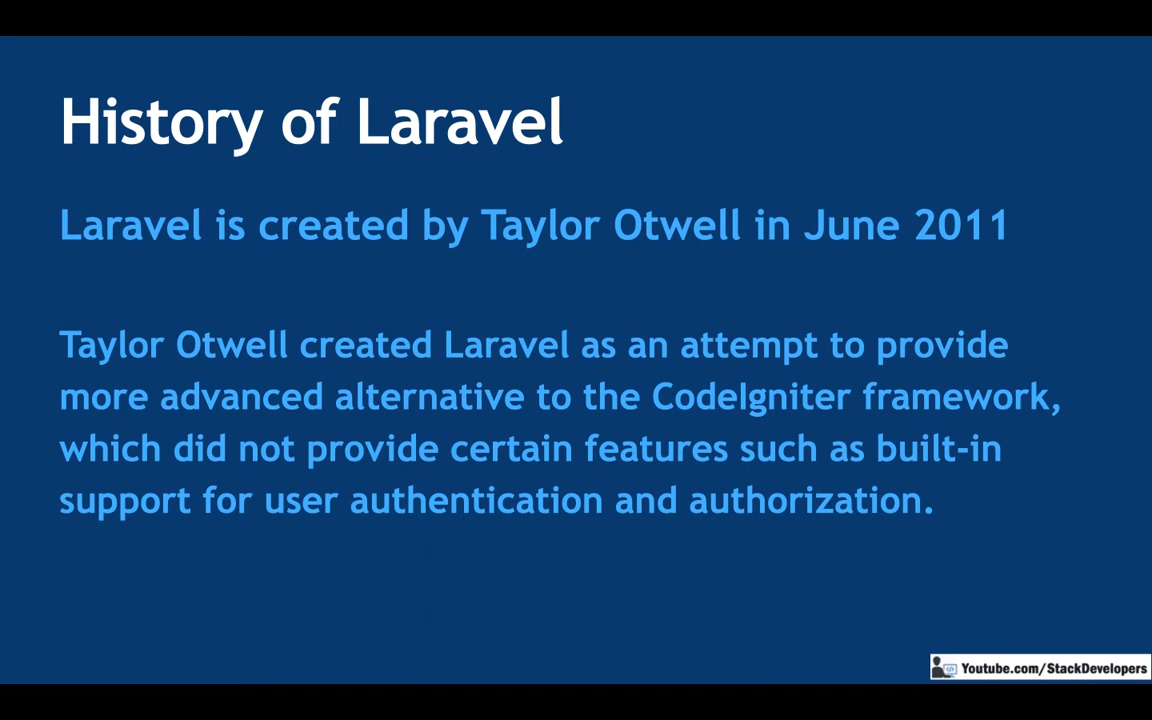 History of Laravel
Laravel is created by Taylor Otwell in June 2011
Taylor Otwell created Laravel as an attempt to provide
more advanced alternative to the CodeIgniter framework,
which did not provide certain features such as built-in
support for user authentication and authorization.
Youtube.com/StackDevelopers